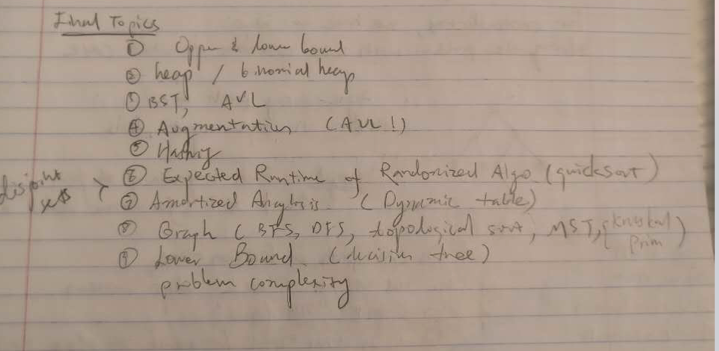 Final Topics
① Upper & lower bound
② heap / binomial heap
③ BST, AVL
④ Augmentation (AVL!)
⑤ Hashing
disjoint sets > ⑥ Expected Runtime of Randomized Algo (quicksort)
⑦ Amortized Analysis (Dynamic table)
⑧ Graph (BFS, DFS, topological sort, MST, (kruskal
Prim)
⑨ Lower Bound (decision tree)
problem complexity